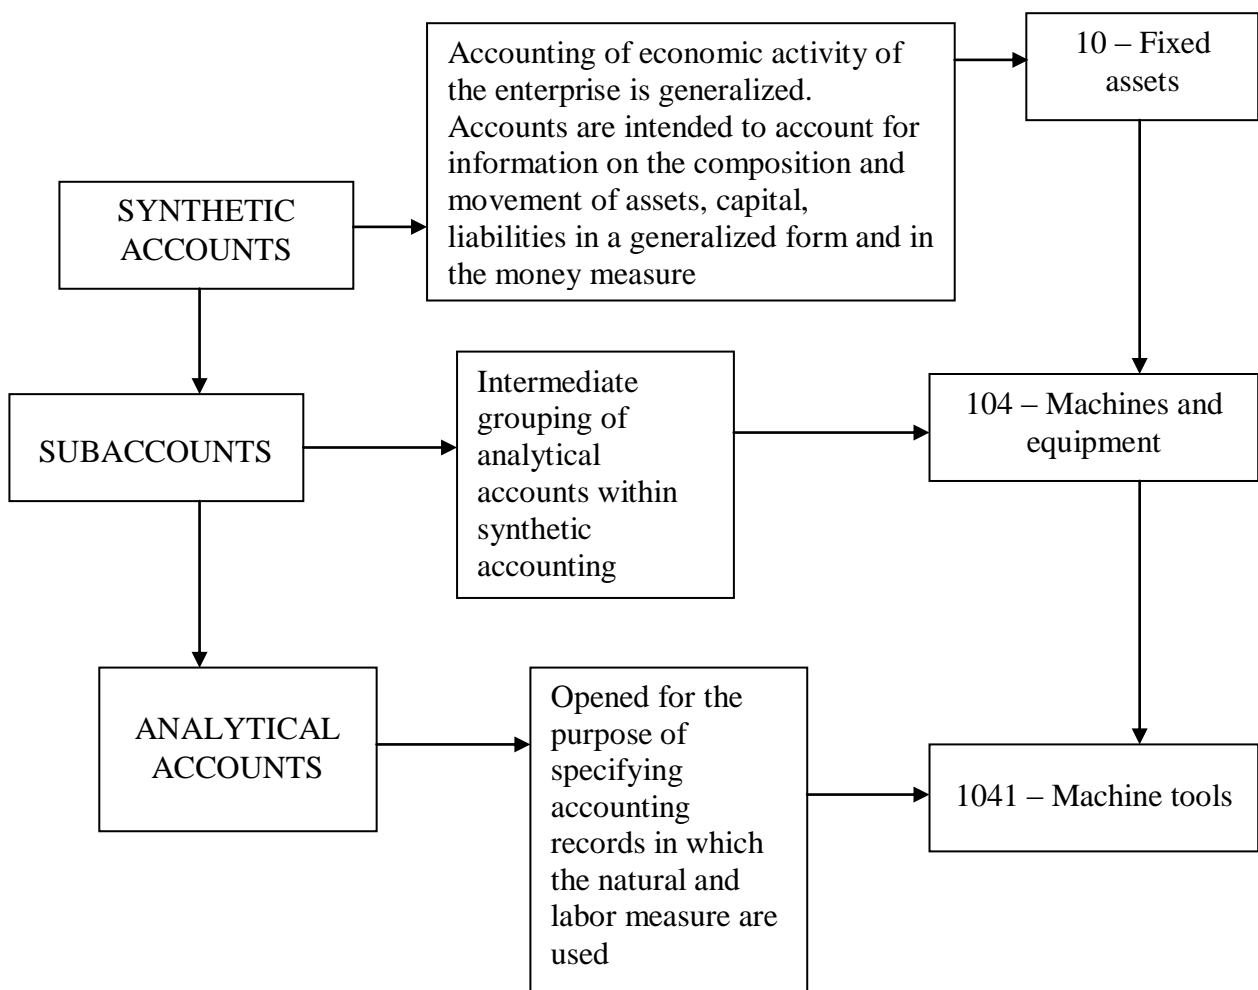 SYNTHETIC
ACCOUNTS
Accounting of economic activity of
the enterprise is generalized.
Accounts are intended to account for
information on the composition and
movement of assets, capital,
liabilities in a generalized form and in
the money measure
10 – Fixed
assets
SUBACCOUNTS
Intermediate
grouping of
analytical
accounts within
synthetic
accounting
104 – Machines and
equipment
ANALYTICAL
ACCOUNTS
Opened for the
purpose of
specifying
accounting
records in which
the natural and
labor measure are
used
1041 – Machine tools